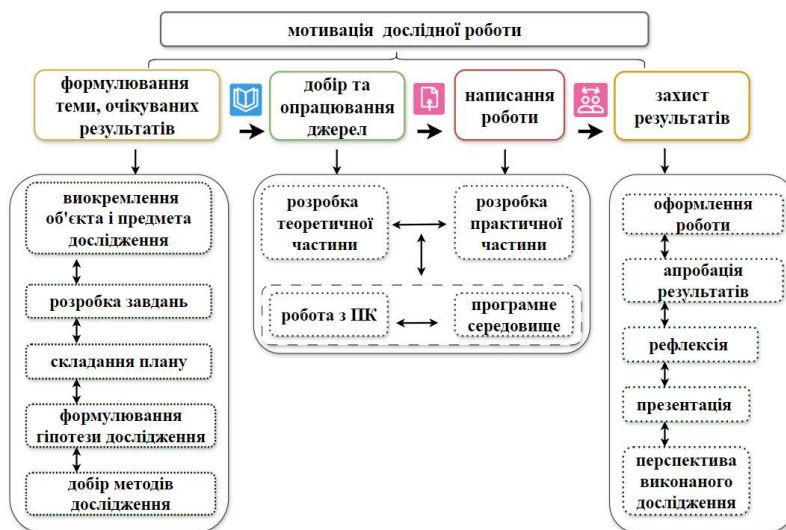 мотивація дослідної роботи
формулювання
теми, очікуваних
результатів
добір та
опрацювання
джерел
написання
роботи
захист
результатів
виокремлення
об'єкта і предмета
дослідження
розробка завдань
складання плану
формулювання
гіпотези дослідження
добір методів
дослідження
розробка
теоретичної
частини
розробка
практичної
частини
робота з ПК
програмне
середовище
оформлення
роботи
апробація
результатів
рефлексія
презентація
перспектива
виконаного
дослідження